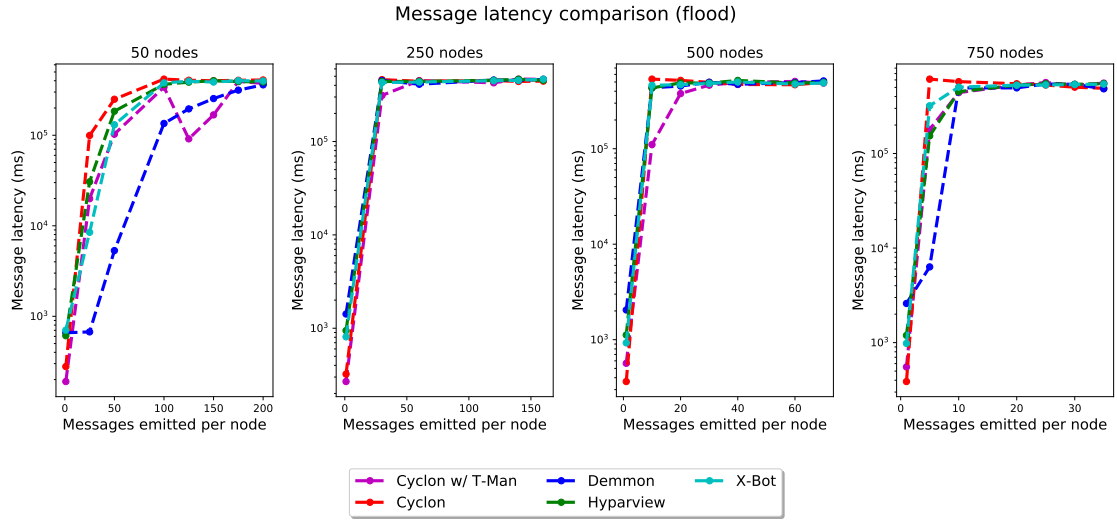 Message latency comparison (flood)
50 nodes
250 nodes
500 nodes
750 nodes
Message latency (ms)
10^5
10^4
10^3
0 50 100 150 200
Messages emitted per node
Message latency (ms)
10^5
10^4
10^3
0 50 100 150
Messages emitted per node
Message latency (ms)
10^5
10^4
10^3
0 20 40 60
Messages emitted per node
Message latency (ms)
10^5
10^4
10^3
0 10 20 30
Messages emitted per node
Cyclon w/ T-Man
Cyclon
Demmon
Hyparview
X-Bot